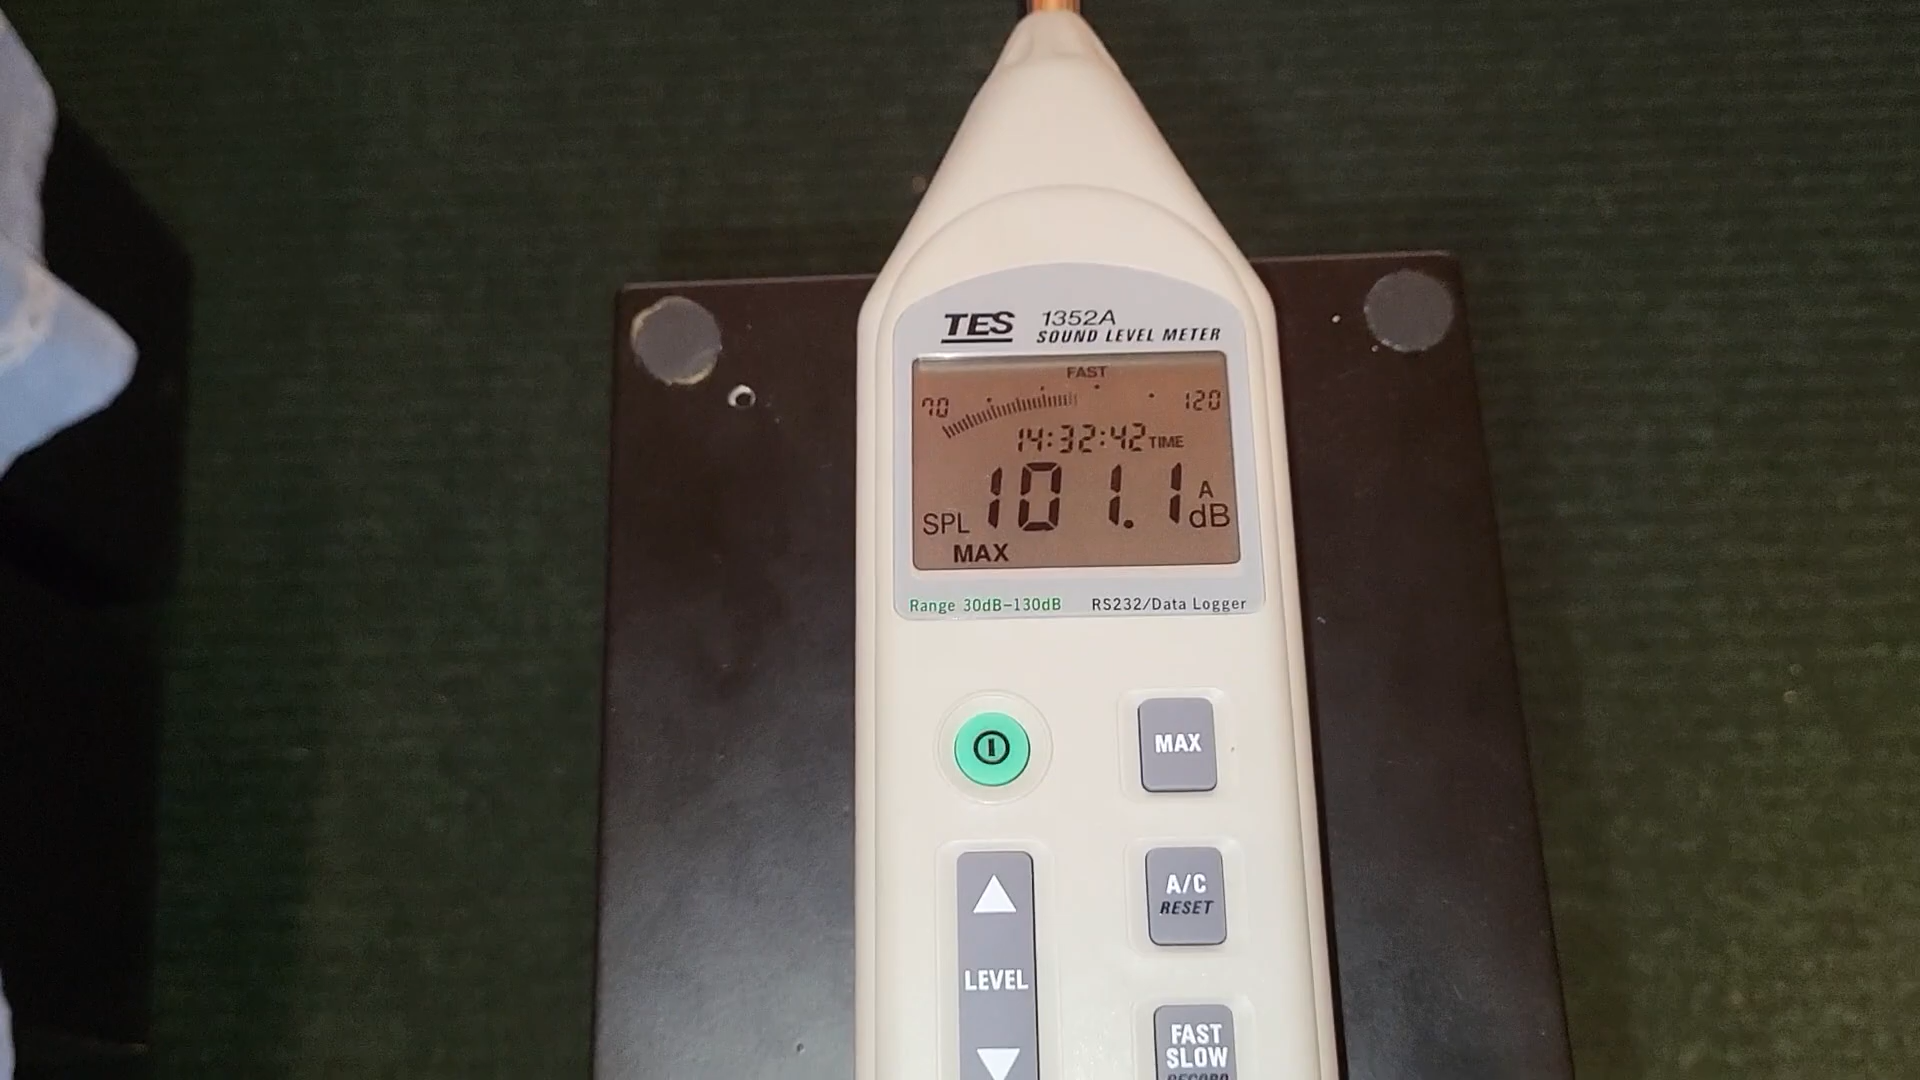 TES 1352A
SOUND LEVEL METER
FAST
70 120
14:32:42 TIME
SPL 101.1 A dB
MAX
Range 30dB-130dB RS232/Data Logger
MAX
A/C
RESET
LEVEL
FAST
SLOW
RECORD